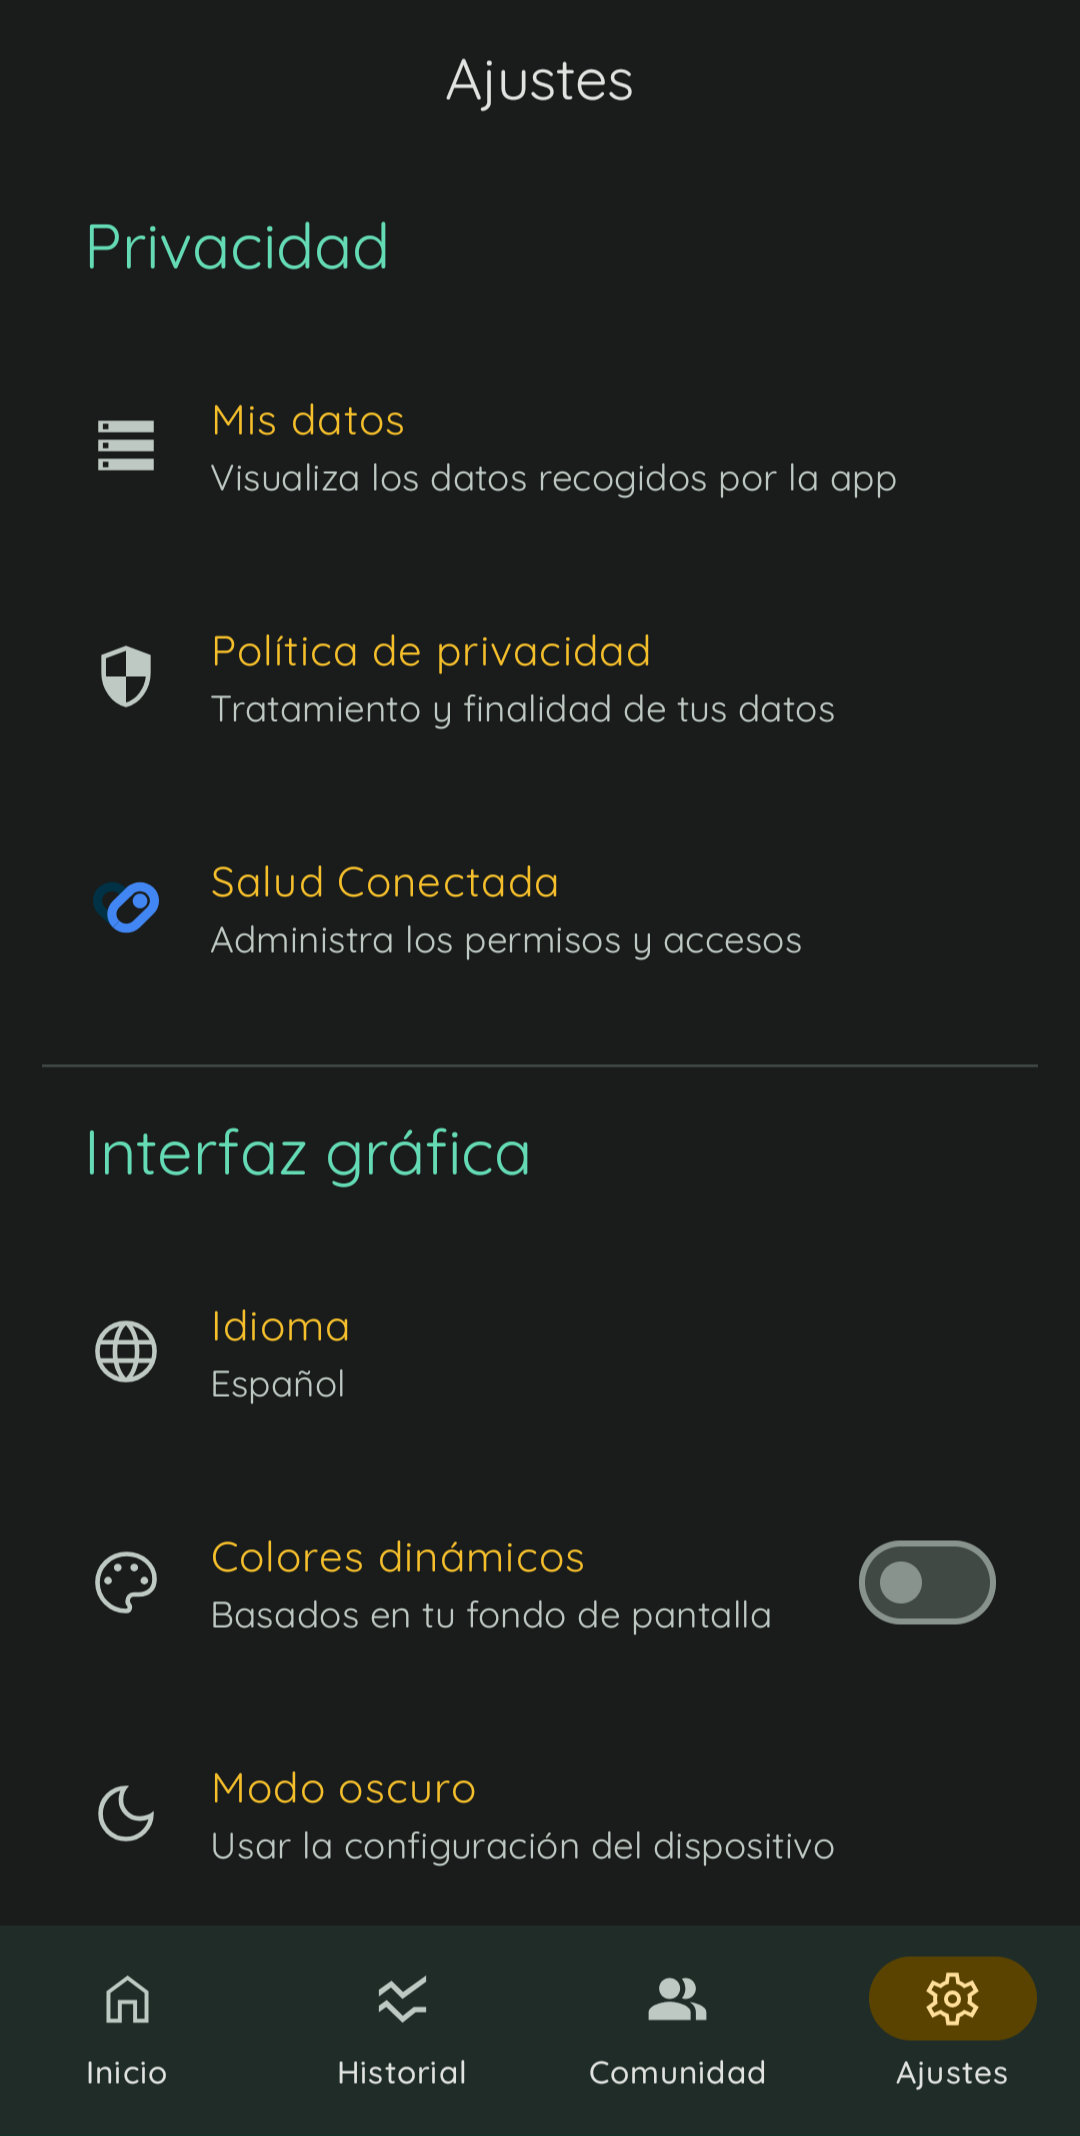 Ajustes
Privacidad
Mis datos
Visualiza los datos recogidos por la app
Política de privacidad
Tratamiento y finalidad de tus datos
Salud Conectada
Administra los permisos y accesos
Interfaz gráfica
Idioma
Español
Colores dinámicos
Basados en tu fondo de pantalla
Modo oscuro
Usar la configuración del dispositivo
Inicio
Historial
Comunidad
Ajustes